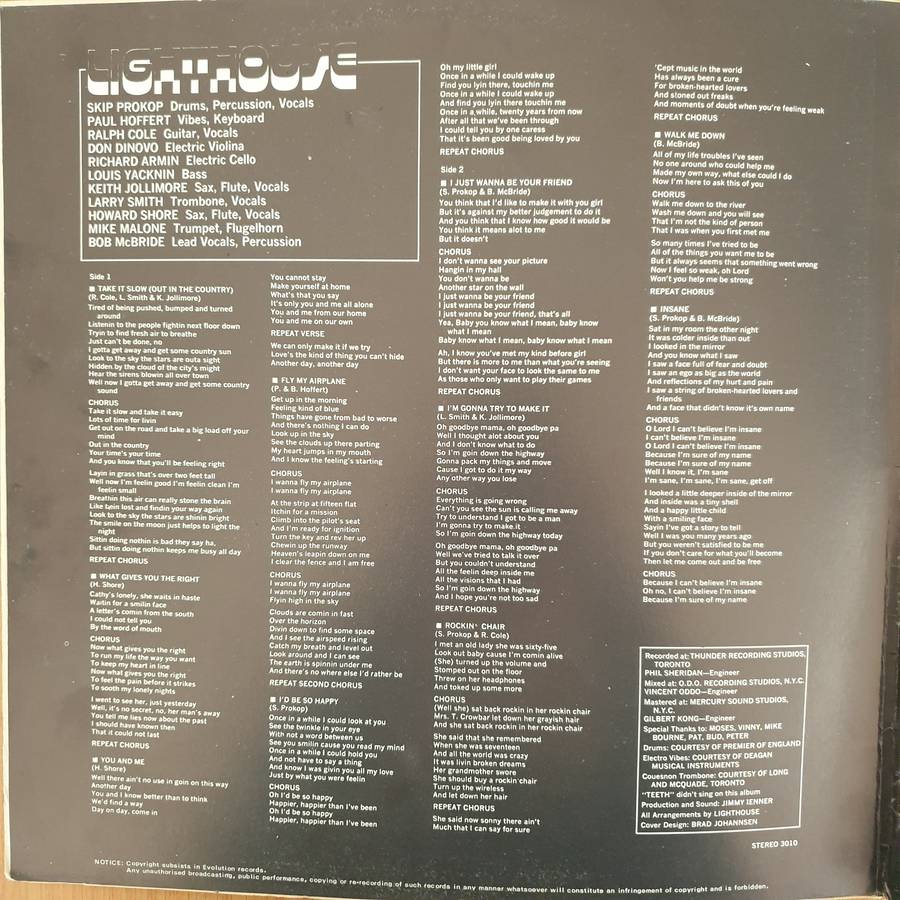 LIGHTHOUSE
SKIP PROKOP Drums, Percussion, Vocals
PAUL HOFFERT Vibes, Keyboard
RALPH COLE Guitar, Vocals
DON DINOVO Electric Violina
RICHARD ARMIN Electric Cello
LOUIS YACKNIN Bass
KEITH JOLLIMORE Sax, Flute, Vocals
LARRY SMITH Trombone, Vocals
HOWARD SHORE Sax, Flute, Vocals
MIKE MALONE Trumpet, Flugelhorn
BOB McBRIDE Lead Vocals, Percussion
Side 1
■ TAKE IT SLOW (OUT IN THE COUNTRY)
(R. Cole, L. Smith & K. Jollimore)
Tired of being pushed, bumped and turned
around
Listenin to the people fightin next floor down
Tryin to find fresh air to breathe
Just can't be done, no
I gotta get away and get some country sun
Look to the sky the stars are outa sight
Hidden by the cloud of the city's might
Hear the sirens blowin all over town
Well now I gotta get away and get some country
sound
CHORUS
Take it slow and take it easy
Lots of time for livin
Get out on the road and take a big load off your
mind
Out in the country
Your time's your time
And you know that you'll be feeling right
Layin in grass that's over two feet tall
Well now I'm feelin good I'm feelin clean I'm
feelin small
Breathin this air can really stone the brain
Like bein lost and findin your way again
Look to the sky the stars are shinin bright
The smile on the moon just helps to light the
night
Sittin doing nothin is bad they say ha,
But sittin doing nothin keeps me busy all day
REPEAT CHORUS
■ WHAT GIVES YOU THE RIGHT
(H. Shore)
Cathy's lonely, she waits in haste
Waitin for a smilin face
A letter's comin from the south
I could not tell you
By the word of mouth
CHORUS
Now what gives you the right
To run my life the way you want
To keep my heart in line
Now what gives you the right
To feel the pain before it strikes
To sooth my lonely nights
I went to see her, just yesterday
Well, it's no secret, no, her man's away
You tell me lies now about the past
I should have known then
That it could not last
REPEAT CHORUS
■ YOU AND ME
(H. Shore)
Well there ain't no use in goin on this way
Another day
You and I know better than to think
We'd find a way
Day on day, come in
You cannot stay
Make yourself at home
What's that you say
It's only you and me all alone
You and me from our home
You and me on our own
REPEAT VERSE
We can only make it if we try
Love's the kind of thing you can't hide
Another day, another day
■ FLY MY AIRPLANE
(P. & B. Hoffert)
Get up in the morning
Feeling kind of blue
Things have gone from bad to worse
And there's nothing I can do
Look up in the sky
See the clouds up there parting
My heart jumps in my mouth
And I know the feeling's starting
CHORUS
I wanna fly my airplane
I wanna fly my airplane
At the strip at fifteen flat
Itchin for a mission
Climb into the pilot's seat
And I'm ready for ignition
Turn the key and rev her up
Chewin up the runway
Heaven's leapin down on me
I clear the fence and I am free
CHORUS
I wanna fly my airplane
I wanna fly my airplane
Flyin high in the sky
Clouds are comin in fast
Over the horizon
Divin down to find some space
And I see the airspeed rising
Catch my breath and level out
Look around and I can see
The earth is spinnin under me
And there's no where else I'd rather be
REPEAT SECOND CHORUS
■ I'D BE SO HAPPY
(S. Prokop)
Once in a while I could look at you
See the twinkle in your eye
With not a word between us
See you smilin cause you read my mind
Once in a while I could hold you
And not have to say a thing
And know I was givin you all my love
Just by what you were feelin
CHORUS
Oh I'd be so happy
Happier, happier than I've been
Oh I'd be so happy
Happier, happier than I've been
Oh my little girl
Once in a while I could wake up
Find you lyin there, touchin me
Once in a while I could wake up
And find you lyin there touchin me
Once in a while, twenty years from now
After all that we've been through
I could tell you by one caress
That it's been good being loved by you
REPEAT CHORUS
Side 2
■ I JUST WANNA BE YOUR FRIEND
(S. Prokop & B. McBride)
You think that I'd like to make it with you girl
But it's against my better judgement to do it
And you think that I know how good it would be
You think it means alot to me
But it doesn't
CHORUS
I don't wanna see your picture
Hangin in my hall
You don't wanna be
Another star on the wall
I just wanna be your friend
I just wanna be your friend
I just wanna be your friend, that's all
Yea, Baby you know what I mean, baby know
what I mean
Baby know what I mean, baby know what I mean
Ah, I know you've met my kind before girl
But there is more to me than what you're seeing
I don't want your face to look the same to me
As those who only want to play their games
REPEAT CHORUS
■ I'M GONNA TRY TO MAKE IT
(L. Smith & K. Jollimore)
Oh goodbye mama, oh goodbye pa
Well I thought alot about you
And I don't know what to do
So I'm goin down the highway
Gonna pack my things and move
Cause I got to do it my way
Any other way you lose
CHORUS
Everything is going wrong
Can't you see the sun is calling me away
Try to understand I got to be a man
I'm gonna try to make it
So I'm goin down the highway today
Oh goodbye mama, oh goodbye pa
Well we've tried to talk it over
But you couldn't understand
All the feelin deep inside me
All the visions that I had
So I'm goin down the highway
And I hope you're not too sad
REPEAT CHORUS
■ ROCKIN' CHAIR
(S. Prokop & R. Cole)
I met an old lady she was sixty-five
Look out baby cause I'm comin alive
(She) turned up the volume and
Stomped out on the floor
Threw on her headphones
And toked up some more
CHORUS
(Well she) sat back rockin in her rockin chair
Mrs. T. Crowbar let down her grayish hair
And she sat back rockin in her rockin chair
She said that she remembered
When she was seventeen
And all the world was crazy
It was livin broken dreams
Her grandmother swore
She should buy a rockin chair
Turn up the wireless
And let down her hair
REPEAT CHORUS
She said now sonny there ain't
Much that I can say for sure
'Cept music in the world
Has always been a cure
For broken-hearted lovers
And stoned out freaks
And moments of doubt when you're feeling weak
REPEAT CHORUS
■ WALK ME DOWN
(B. McBride)
All of my life troubles I've seen
No one around who could help me
Made my own way, what else could I do
Now I'm here to ask this of you
CHORUS
Walk me down to the river
Wash me down and you will see
That I'm not the kind of person
That I was when you first met me
So many times I've tried to be
All of the things you want me to be
But it always seems that something went wrong
Now I feel so weak, oh Lord
Won't you help me be strong
REPEAT CHORUS
■ INSANE
(S. Prokop & B. McBride)
Sat in my room the other night
It was colder inside than out
I looked in the mirror
And you know what I saw
I saw a face full of fear and doubt
I saw an ego as big as the world
And reflections of my hurt and pain
I saw a string of broken-hearted lovers and
friends
And a face that didn't know it's own name
CHORUS
O Lord I can't believe I'm insane
I can't believe I'm insane
O Lord I can't believe I'm insane
Because I'm sure of my name
Because I'm sure of my name
Well I know it, I'm sane
I'm sane, I'm sane, I'm sane, get off
I looked a little deeper inside of the mirror
And inside was a tiny shell
And a happy little child
With a smiling face
Sayin I've got a story to tell
Well I was you many years ago
But you weren't satisfied to be me
If you don't care for what you'll become
Then let me come out and be free
CHORUS
Because I can't believe I'm insane
Oh no, I can't believe I'm insane
Because I'm sure of my name
Recorded at: THUNDER RECORDING STUDIOS,
TORONTO
PHIL SHERIDAN—Engineer
Mixed at: O.D.O. RECORDING STUDIOS, N.Y.C.
VINCENT ODDO—Engineer
Mastered at: MERCURY SOUND STUDIOS,
N.Y.C.
GILBERT KONG—Engineer
Special Thanks to: MOSES, VINNY, MIKE
BOURNE, PAT, BUD, PETER
Drums: COURTESY OF PREMIER OF ENGLAND
Electro Vibes: COURTESY OF DEAGAN
MUSICAL INSTRUMENTS
Couesnon Trombone: COURTESY OF LONG
AND MCQUADE, TORONTO
"TEETH" didn't sing on this album
Production and Sound: JIMMY IENNER
All Arrangements by LIGHTHOUSE
Cover Design: BRAD JOHANNSEN
STEREO 3010
NOTICE: Copyright subsists in Evolution records.
Any unauthorised broadcasting, public performance, copying or re-recording of such records in any manner whatsoever will constitute an infringement of copyright and is forbidden.